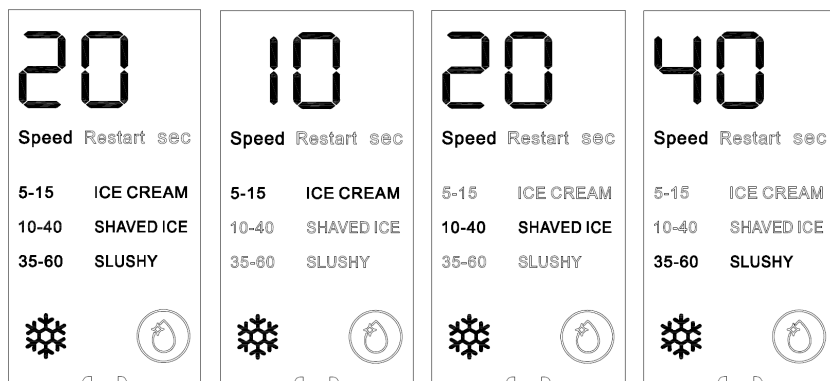 20
Speed Restart sec
5-15 ICE CREAM
10-40 SHAVED ICE
35-60 SLUSHY
10
Speed Restart sec
5-15 ICE CREAM
10-40 SHAVED ICE
35-60 SLUSHY
20
Speed Restart sec
5-15 ICE CREAM
10-40 SHAVED ICE
35-60 SLUSHY
40
Speed Restart sec
5-15 ICE CREAM
10-40 SHAVED ICE
35-60 SLUSHY